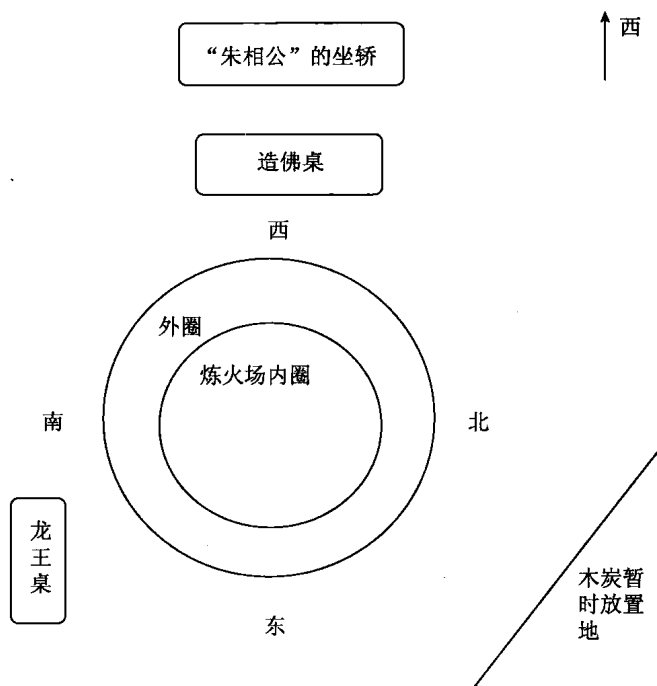 “朱相公”的坐轿
西
造佛桌
西
外圈
炼火场内圈
南
北
龙
王
桌
木炭暂
时放置
地
东